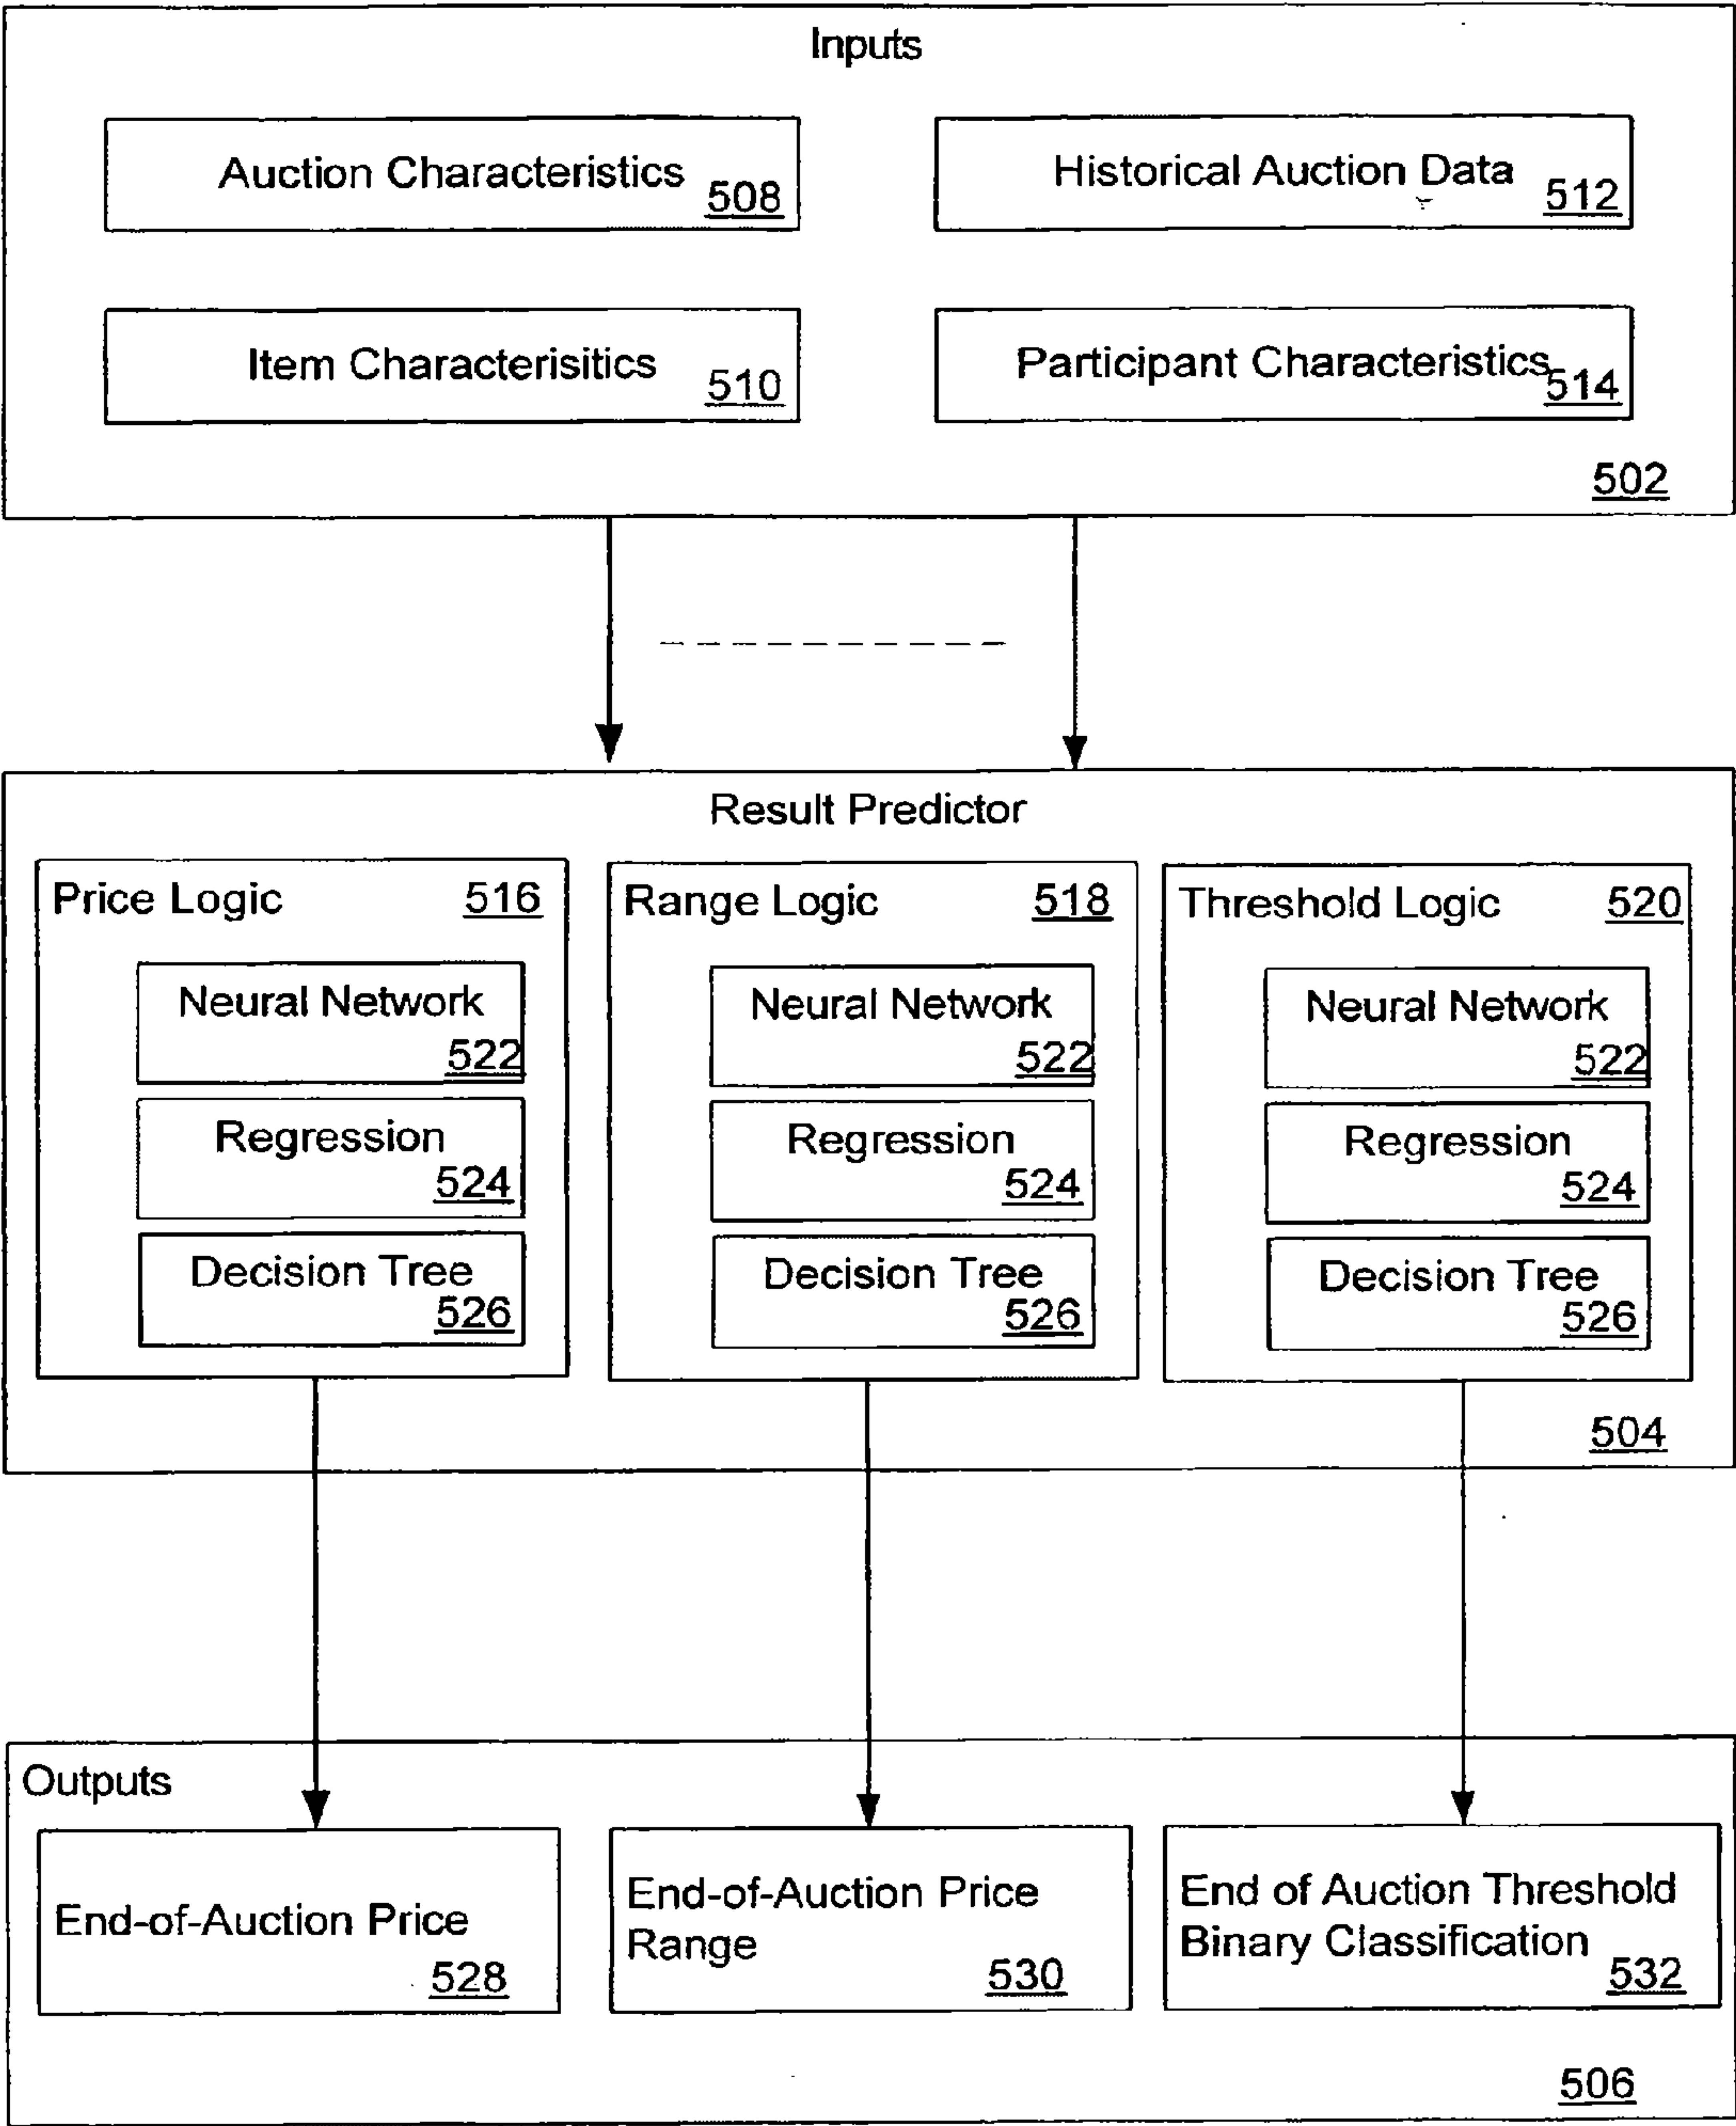 Inputs
Auction Characteristics
508
Historical Auction Data
512
Item Characterisitics
510
Participant Characteristics
514
502
Result Predictor
Price Logic 516
Neural Network
522
Regression
524
Decision Tree
526
Range Logic 518
Neural Network
522
Regression
524
Decision Tree
526
Threshold Logic 520
Neural Network
522
Regression
524
Decision Tree
526
504
Outputs
End-of-Auction Price
528
End-of-Auction Price
Range
530
End of Auction Threshold
Binary Classification
532
506